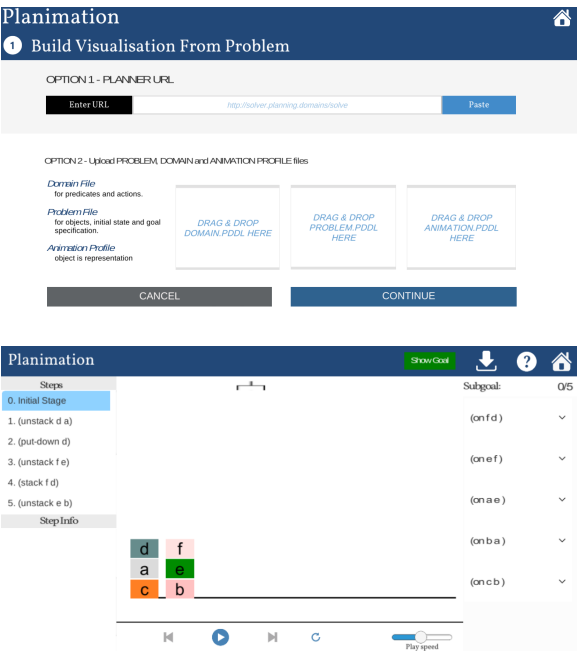 Planimation
1 Build Visualisation From Problem
OPTION 1 - PLANNER URL
Enter URL
http://solver.planning.domains/solve
Paste
OPTION 2 - Upload PROBLEM, DOMAIN and ANIMATION PROFILE files
Domain File
for predicates and actions.
Problem File
for objects, initial state and goal
specification.
Animation Profile
object is representation
DRAG & DROP
DOMAIN.PDDL HERE
DRAG & DROP
PROBLEM.PDDL
HERE
DRAG & DROP
ANIMATION.PDDL
HERE
CANCEL
CONTINUE
Planimation
Show Goal
?
Steps
0. Initial Stage
1. (unstack d a)
2. (put-down d)
3. (unstack f e)
4. (stack f d)
5. (unstack e b)
Step Info
d f
a e
c b
Subgoal: 0/5
(on f d)
(on e f)
(on a e)
(on b a)
(on c b)
Play speed